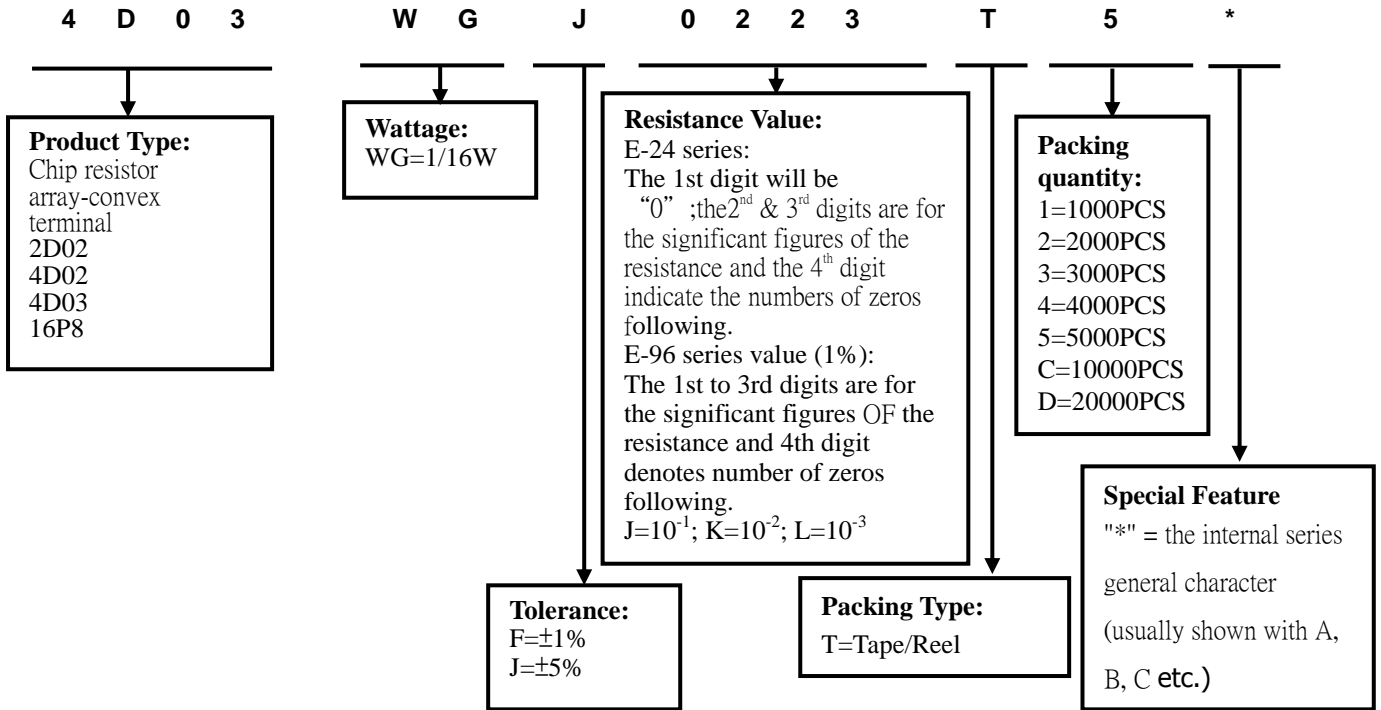 4 D 0 3 W G J 0 2 2 3 T 5 *
Product Type:
Chip resistor
array-convex
terminal
2D02
4D02
4D03
16P8
Wattage:
WG=1/16W
Resistance Value:
E-24 series:
The 1st digit will be
“0” ;the2nd & 3rd digits are for
the significant figures of the
resistance and the 4th digit
indicate the numbers of zeros
following.
E-96 series value (1%):
The 1st to 3rd digits are for
the significant figures OF the
resistance and 4th digit
denotes number of zeros
following.
J=10-1; K=10-2; L=10-3
Packing
quantity:
1=1000PCS
2=2000PCS
3=3000PCS
4=4000PCS
5=5000PCS
C=10000PCS
D=20000PCS
Tolerance:
F=±1%
J=±5%
Packing Type:
T=Tape/Reel
Special Feature
"*" = the internal series
general character
(usually shown with A,
B, C etc.)